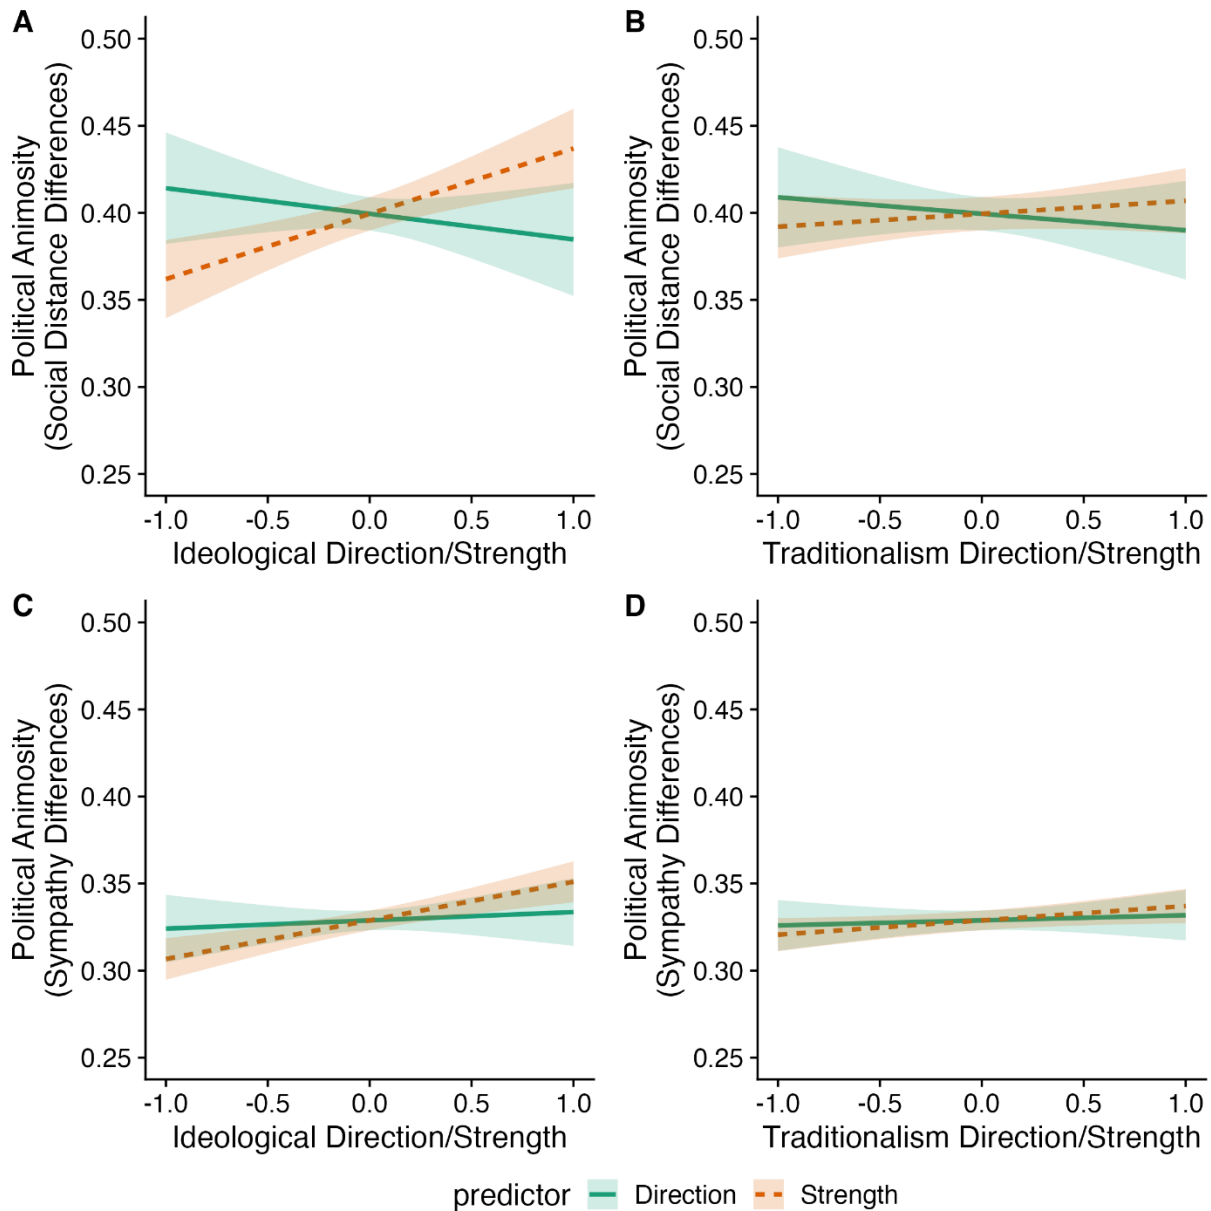 A
Political Animosity
(Social Distance Differences)
0.50
0.45
0.40
0.35
0.30
0.25
-1.0 -0.5 0.0 0.5 1.0
Ideological Direction/Strength
B
Political Animosity
(Social Distance Differences)
0.50
0.45
0.40
0.35
0.30
0.25
-1.0 -0.5 0.0 0.5 1.0
Traditionalism Direction/Strength
C
Political Animosity
(Sympathy Differences)
0.50
0.45
0.40
0.35
0.30
0.25
-1.0 -0.5 0.0 0.5 1.0
Ideological Direction/Strength
D
Political Animosity
(Sympathy Differences)
0.50
0.45
0.40
0.35
0.30
0.25
-1.0 -0.5 0.0 0.5 1.0
Traditionalism Direction/Strength
predictor Direction Strength